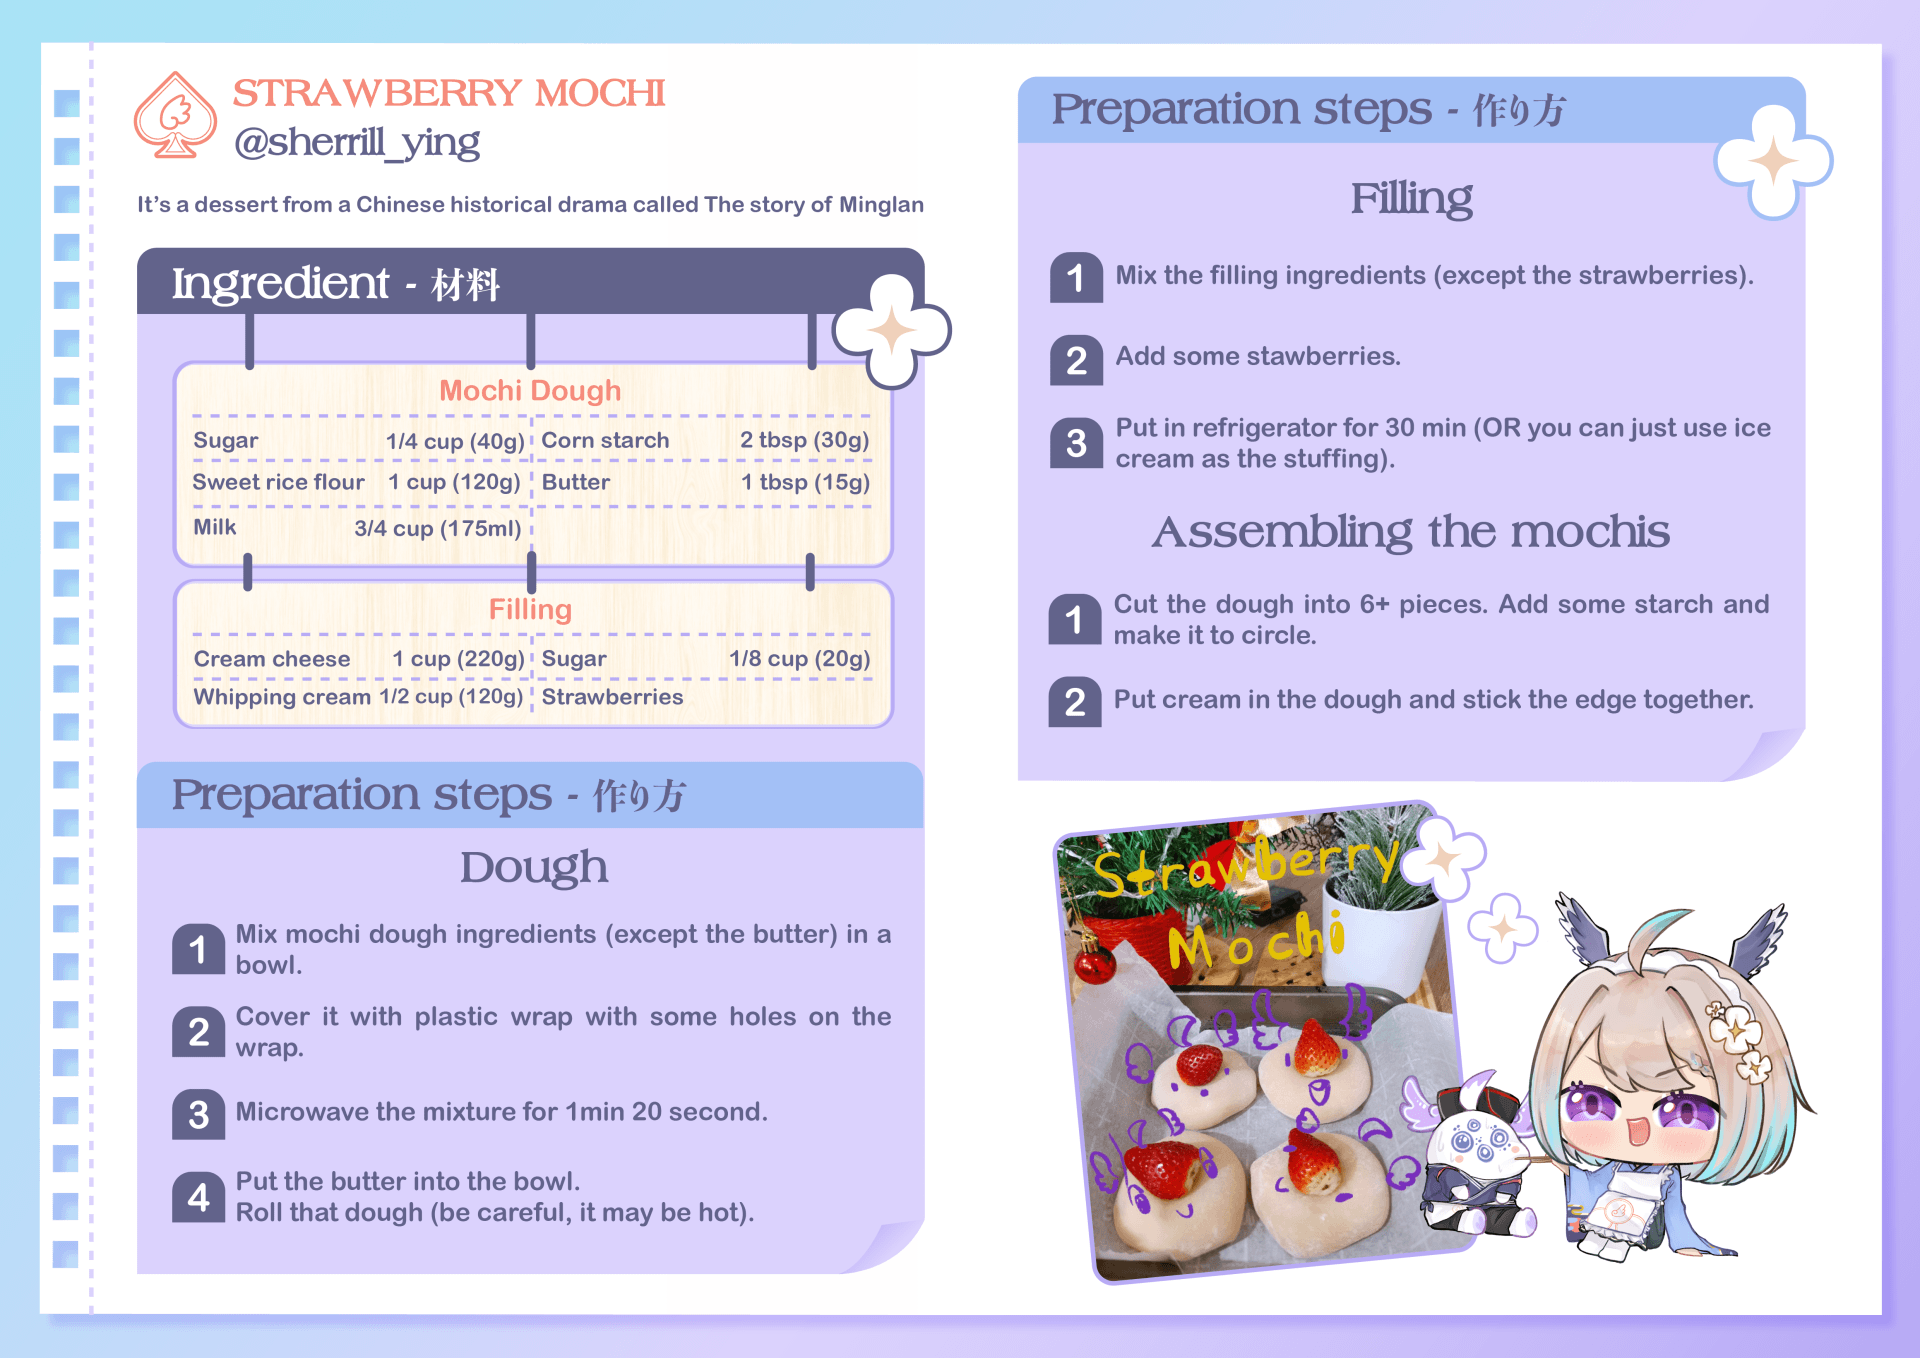 STRAWBERRY MOCHI
@sherrill_ying
It's a dessert from a Chinese historical drama called The story of Minglan
Ingredient - 材料
Mochi Dough
Sugar 1/4 cup (40g) Corn starch 2 tbsp (30g)
Sweet rice flour 1 cup (120g) Butter 1 tbsp (15g)
Milk 3/4 cup (175ml)
Filling
Cream cheese 1 cup (220g) Sugar 1/8 cup (20g)
Whipping cream 1/2 cup (120g) Strawberries
Preparation steps - 作り方
Dough
1 Mix mochi dough ingredients (except the butter) in a
bowl.
2 Cover it with plastic wrap with some holes on the
wrap.
3 Microwave the mixture for 1min 20 second.
4 Put the butter into the bowl.
Roll that dough (be careful, it may be hot).
Preparation steps - 作り方
Filling
1 Mix the filling ingredients (except the strawberries).
2 Add some stawberries.
3 Put in refrigerator for 30 min (OR you can just use ice
cream as the stuffing).
Assembling the mochis
1 Cut the dough into 6+ pieces. Add some starch and
make it to circle.
2 Put cream in the dough and stick the edge together.
Strawberry
Mochi